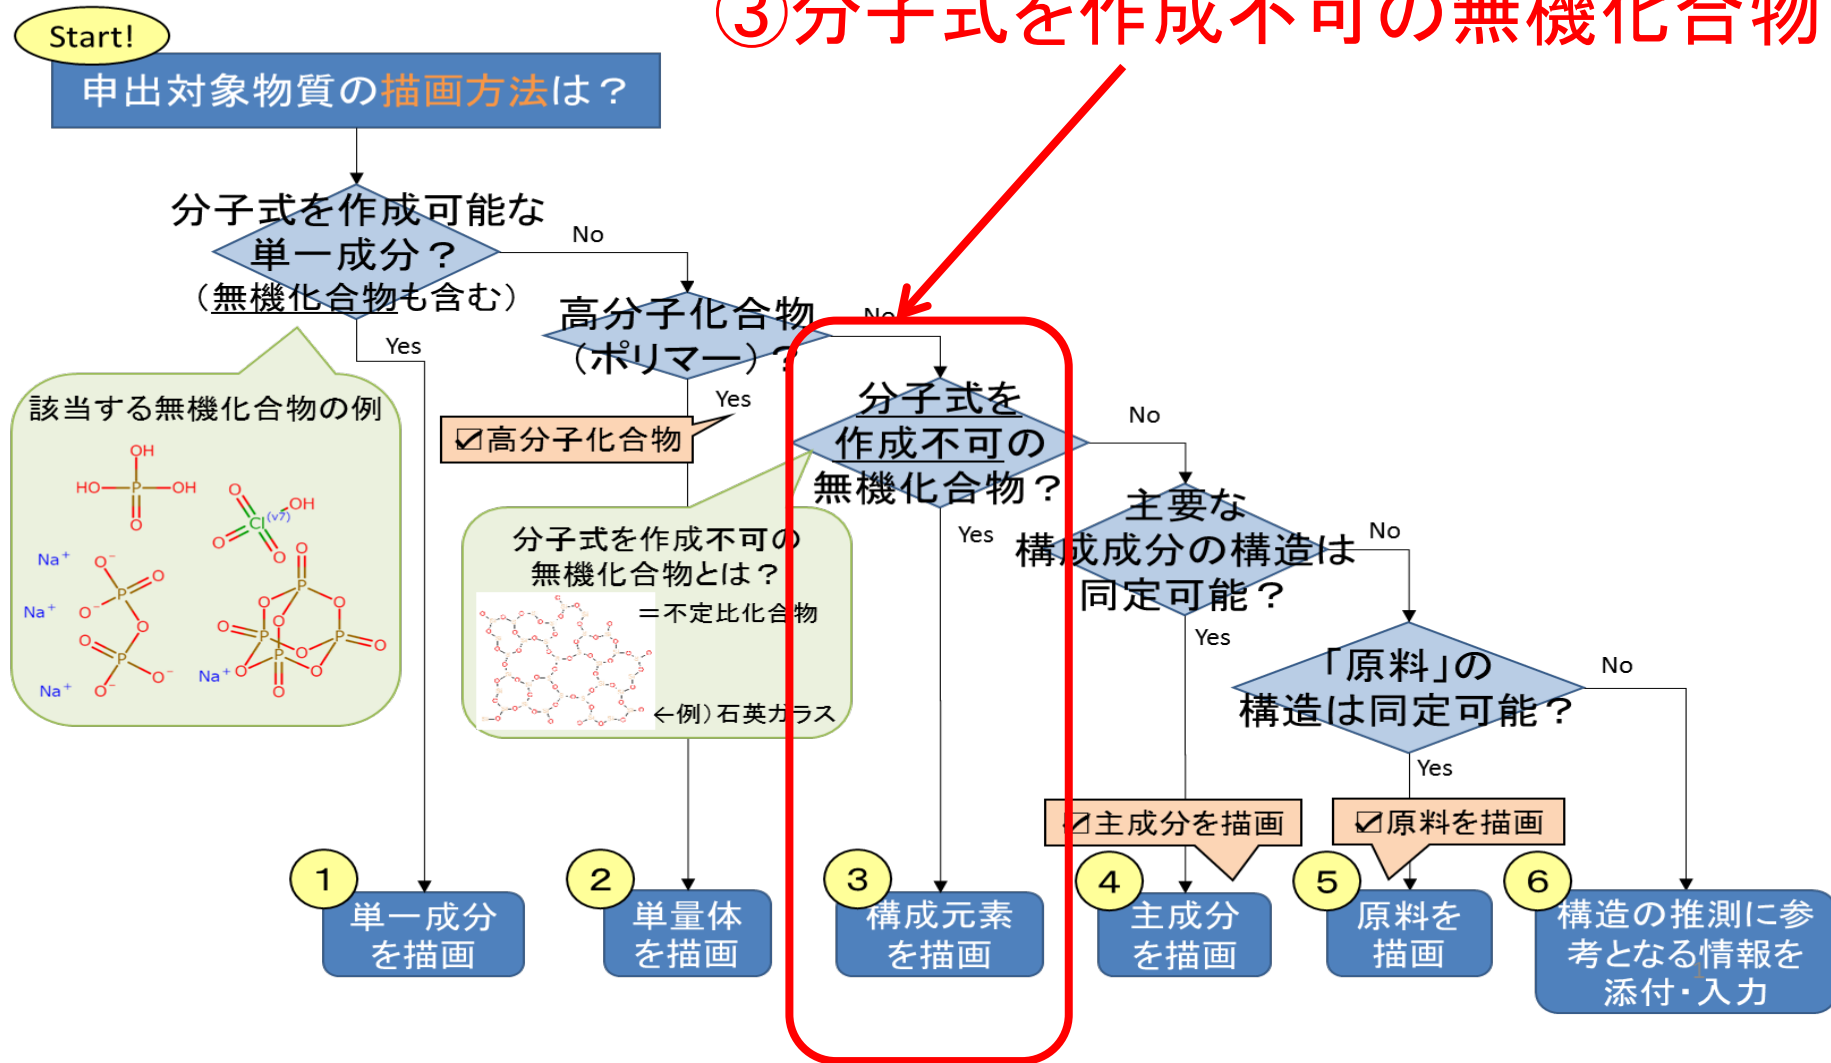 ③分子式を作成不可の無機化合物
Start!
申出対象物質の描画方法は？
分子式を作成可能な
単一成分？
（無機化合物も含む）
No
Yes
高分子化合物
（ポリマー）？
No
Yes
☑高分子化合物
分子式を
作成不可の
無機化合物？
No
Yes
主要な
構成成分の構造は
同定可能？
No
Yes
「原料」の
構造は同定可能？
No
Yes
該当する無機化合物の例
OH
HO
P
OH
O
O
OH
Cl(v7)
O
O
Na⁺
O⁻
O
P
Na⁺
O⁻
O
O
P
O⁻
Na⁺
O⁻
O
P
O
O
O
O
P
P
O
O
P
Na⁺
O
O
O
分子式を作成不可の
無機化合物とは？
＝不定比化合物
←例）石英ガラス
☑主成分を描画
☑原料を描画
1
単一成分
を描画
2
単量体
を描画
3
構成元素
を描画
4
主成分
を描画
5
原料を
描画
6
構造の推測に参
考となる情報を
添付・入力
1